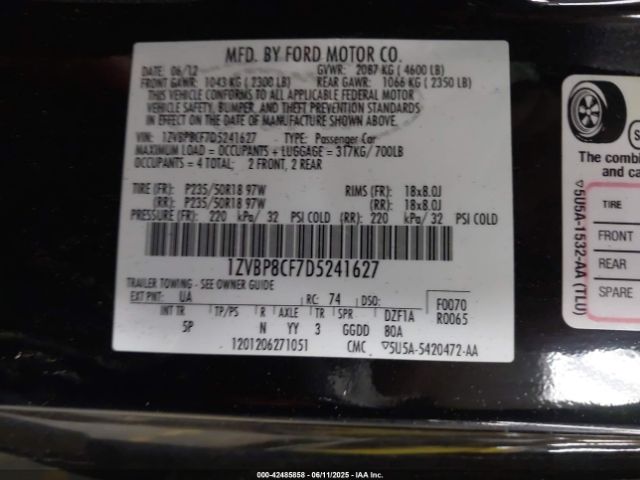 MFD. BY FORD MOTOR CO.
DATE: 06/12 GVWR: 2087 KG ( 4600 LB)
FRONT GAWR: 1043 KG ( 2300 LB) REAR GAWR: 1066 KG ( 2350 LB)
THIS VEHICLE CONFORMS TO ALL APPLICABLE FEDERAL MOTOR
VEHICLE SAFETY, BUMPER, AND THEFT PREVENTION STANDARDS
IN EFFECT ON THE DATE OF MANUFACTURE SHOWN ABOVE.
VIN: 1ZVBP8CF7D5241627 TYPE: Passenger Car
MAXIMUM LOAD = OCCUPANTS + LUGGAGE = 317KG/ 700LB
OCCUPANTS = 4 TOTAL: 2 FRONT, 2 REAR
TIRE (FR): P235/50R18 97W RIMS (FR): 18x8.0J
(RR): P235/50R18 97W (RR): 18x8.0J
PRESSURE (FR): 220 kPa/ 32 PSI COLD (RR): 220 kPa/ 32 PSI COLD
1ZVBP8CF7D5241627
TRAILER TOWING - SEE OWNER GUIDE
EXT PNT: UA RC: 74 DSO: F0070
INT TR TP/PS R AXLE TR SPR DZF1A R0065
5P N YY 3 GGDD BOA
1201206271051 CMC ▽5U5A-5420472-AA
The combi
and ca
TIRE
FRONT
REAR
SPARE
▽5U5A-1532-AA (TLU)
000-42485858 - 06/11/2025 - IAA Inc.